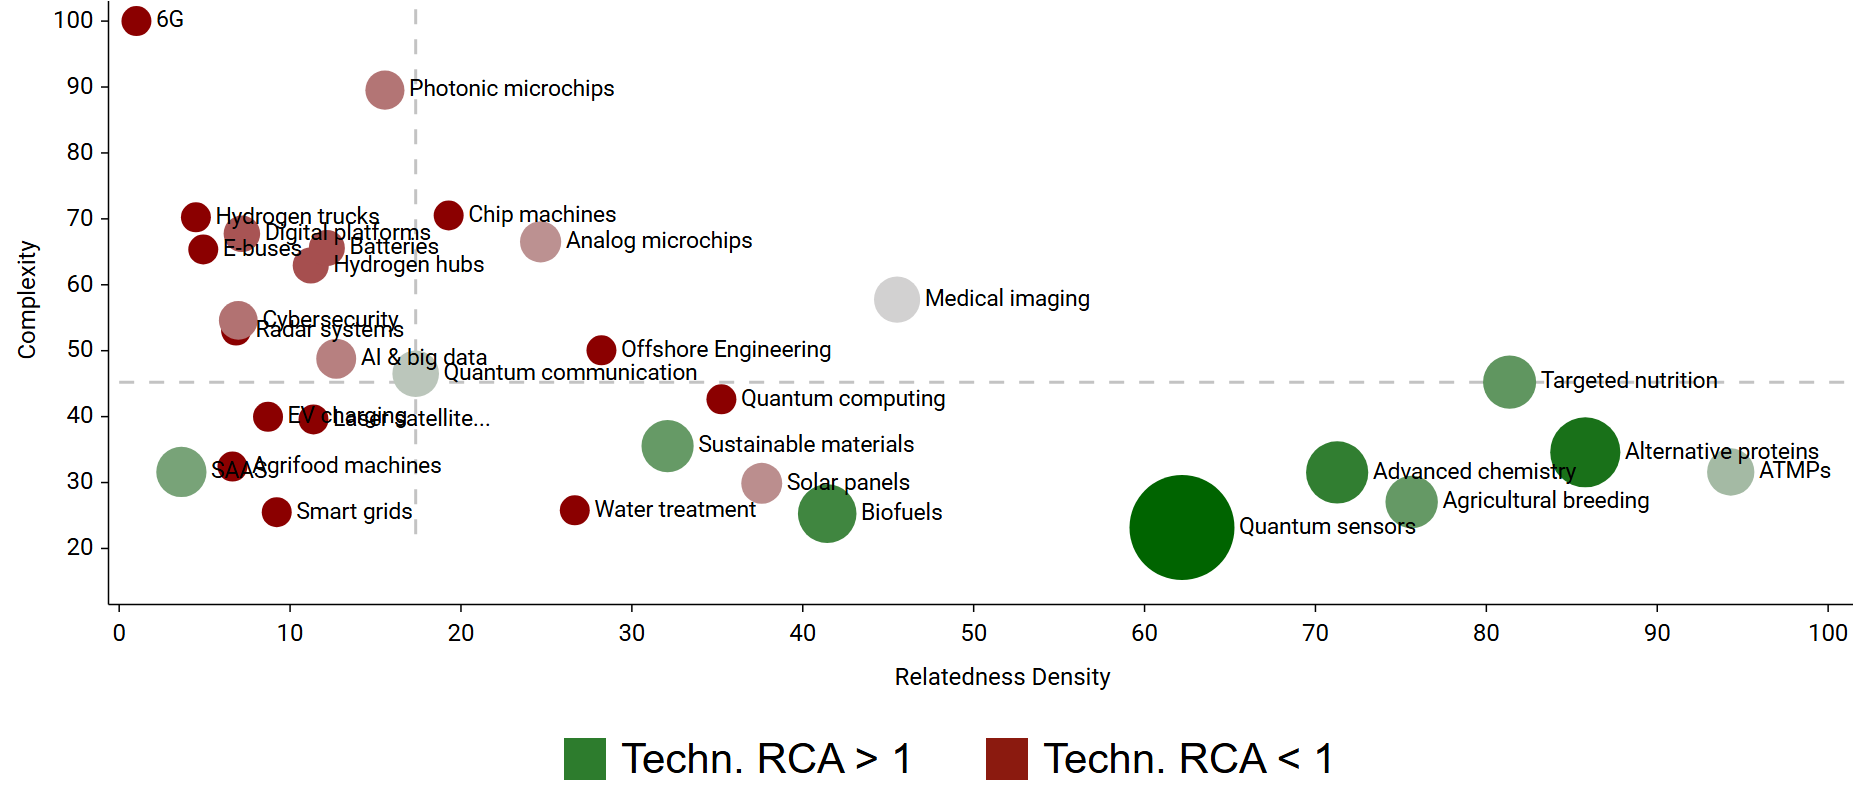 100
6G
90
Photonic microchips
80
70
Hydrogen trucks
Chip machines
Digital platforms
Analog microchips
E-buses
Batteries
Hydrogen hubs
60
Medical imaging
Complexity
Cybersecurity
Radar systems
50
Offshore Engineering
AI & big data
Quantum communication
Targeted nutrition
Quantum computing
40
EV charging
Laser satellite...
Sustainable materials
Alternative proteins
SAAS
Agrifood machines
Advanced chemistry
ATMPs
30
Solar panels
Agricultural breeding
Smart grids
Water treatment
Biofuels
Quantum sensors
20
0 10 20 30 40 50 60 70 80 90 100
Relatedness Density
Techn. RCA > 1
Techn. RCA < 1